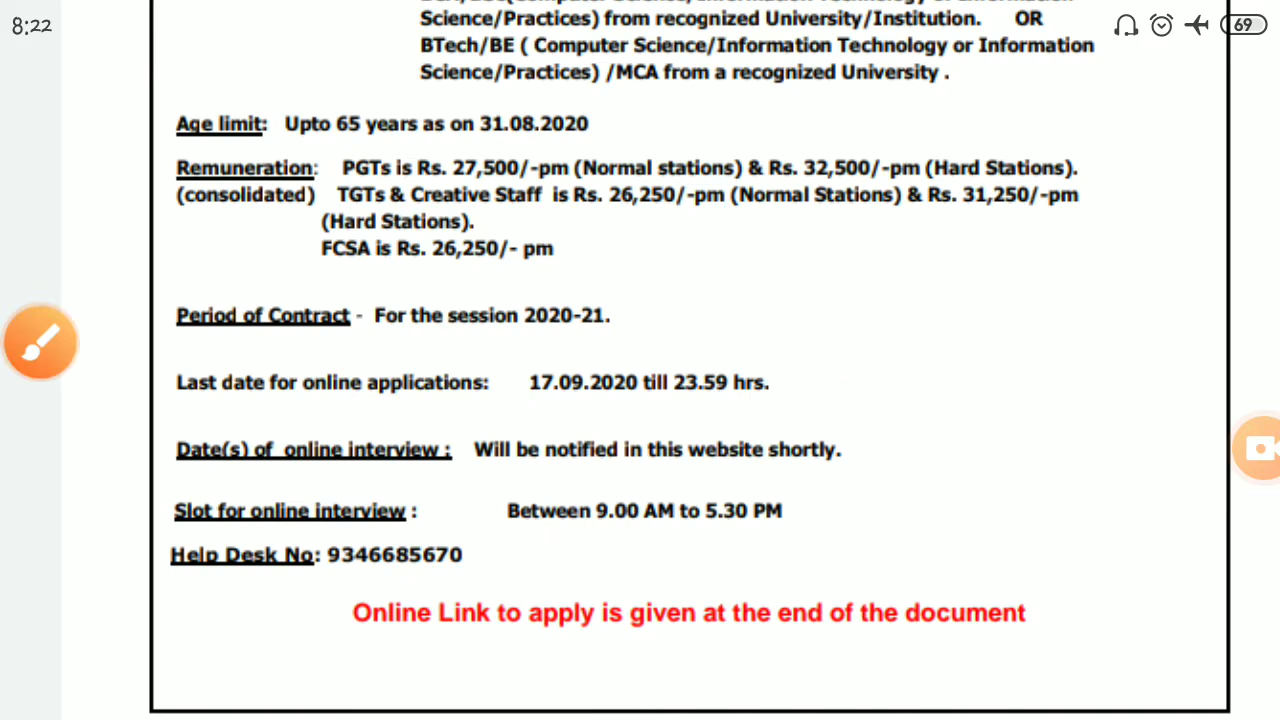 8:22
69
Science/Practices) from recognized University/Institution. OR
BTech/BE ( Computer Science/Information Technology or Information
Science/Practices) /MCA from a recognized University .
Age limit: Upto 65 years as on 31.08.2020
Remuneration: PGTs is Rs. 27,500/-pm (Normal stations) & Rs. 32,500/-pm (Hard Stations).
(consolidated) TGTs & Creative Staff is Rs. 26,250/-pm (Normal Stations) & Rs. 31,250/-pm
(Hard Stations).
FCSA is Rs. 26,250/- pm
Period of Contract - For the session 2020-21.
Last date for online applications: 17.09.2020 till 23.59 hrs.
Date(s) of online interview : Will be notified in this website shortly.
Slot for online interview : Between 9.00 AM to 5.30 PM
Help Desk No: 9346685670
Online Link to apply is given at the end of the document